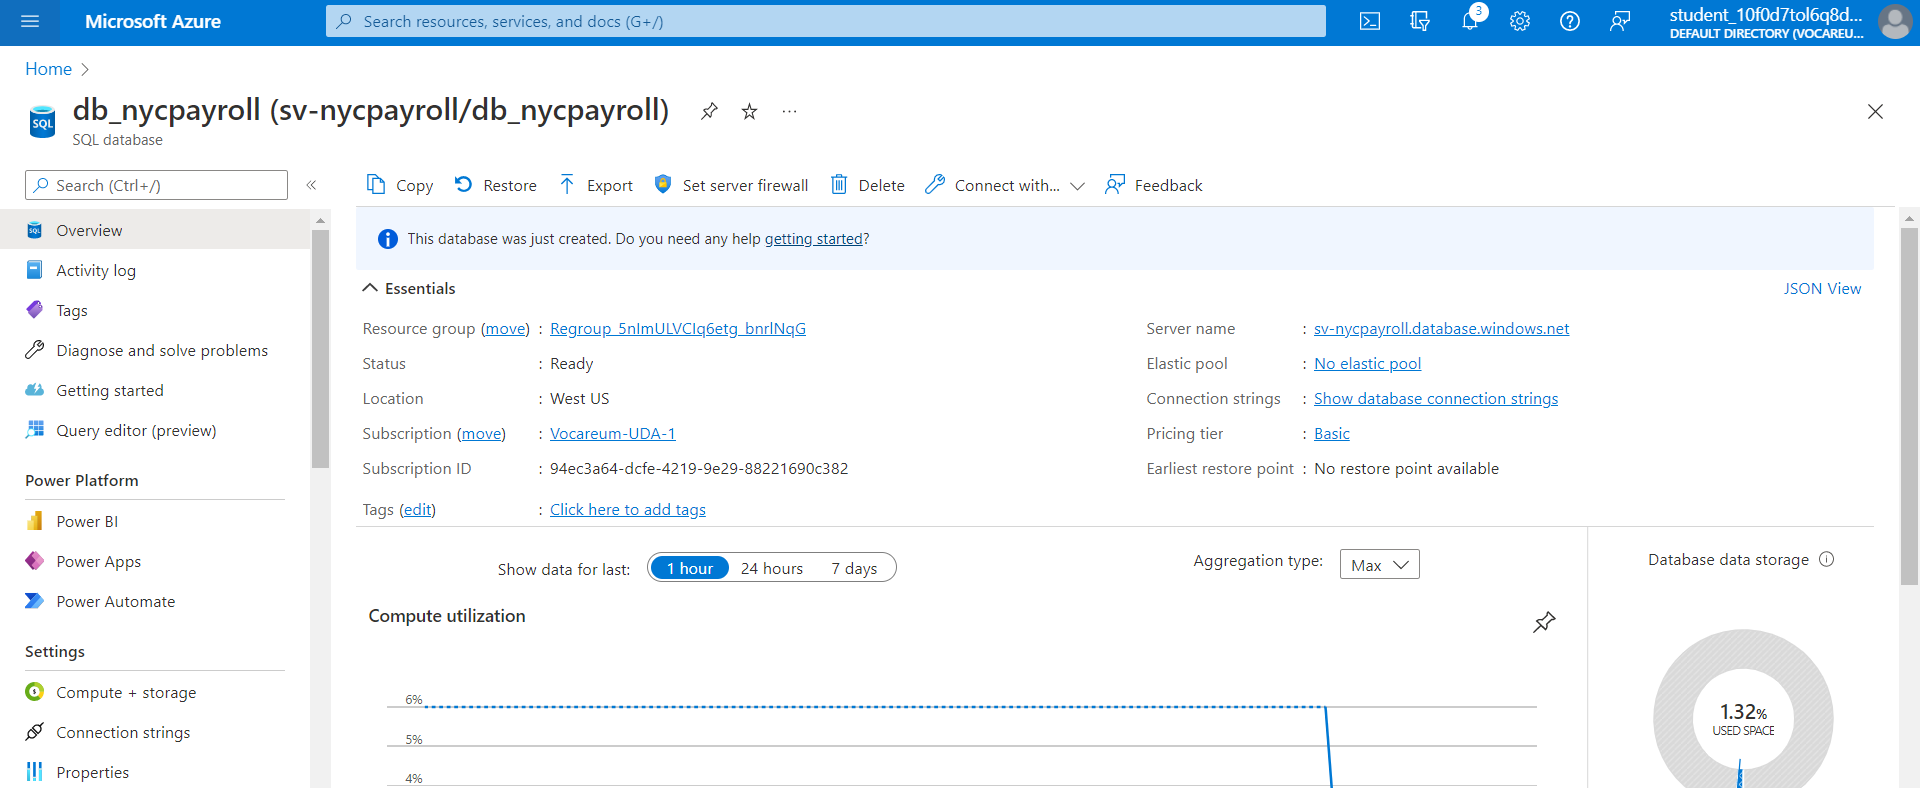 Microsoft Azure
Search resources, services, and docs (G+/)
3
student_10f0d7tol6q8d...
DEFAULT DIRECTORY (VOCAREU...
Home
db_nycpayroll (sv-nycpayroll/db_nycpayroll)
SQL
SQL database
Search (Ctrl+/)
Copy
Restore
Export
Set server firewall
Delete
Connect with...
Feedback
Overview
Activity log
Tags
Diagnose and solve problems
Getting started
Query editor (preview)
Power Platform
Power BI
Power Apps
Power Automate
Settings
Compute + storage
Connection strings
Properties
This database was just created. Do you need any help getting started?
Essentials
JSON View
Resource group (move) : Regroup_5nImULVCIq6etg_bnrlNqG
Status : Ready
Location : West US
Subscription (move) : Vocareum-UDA-1
Subscription ID : 94ec3a64-dcfe-4219-9e29-88221690c382
Tags (edit) : Click here to add tags
Server name : sv-nycpayroll.database.windows.net
Elastic pool : No elastic pool
Connection strings : Show database connection strings
Pricing tier : Basic
Earliest restore point : No restore point available
Show data for last: 1 hour 24 hours 7 days
Aggregation type: Max
Compute utilization
6%
5%
4%
Database data storage
1.32%
USED SPACE